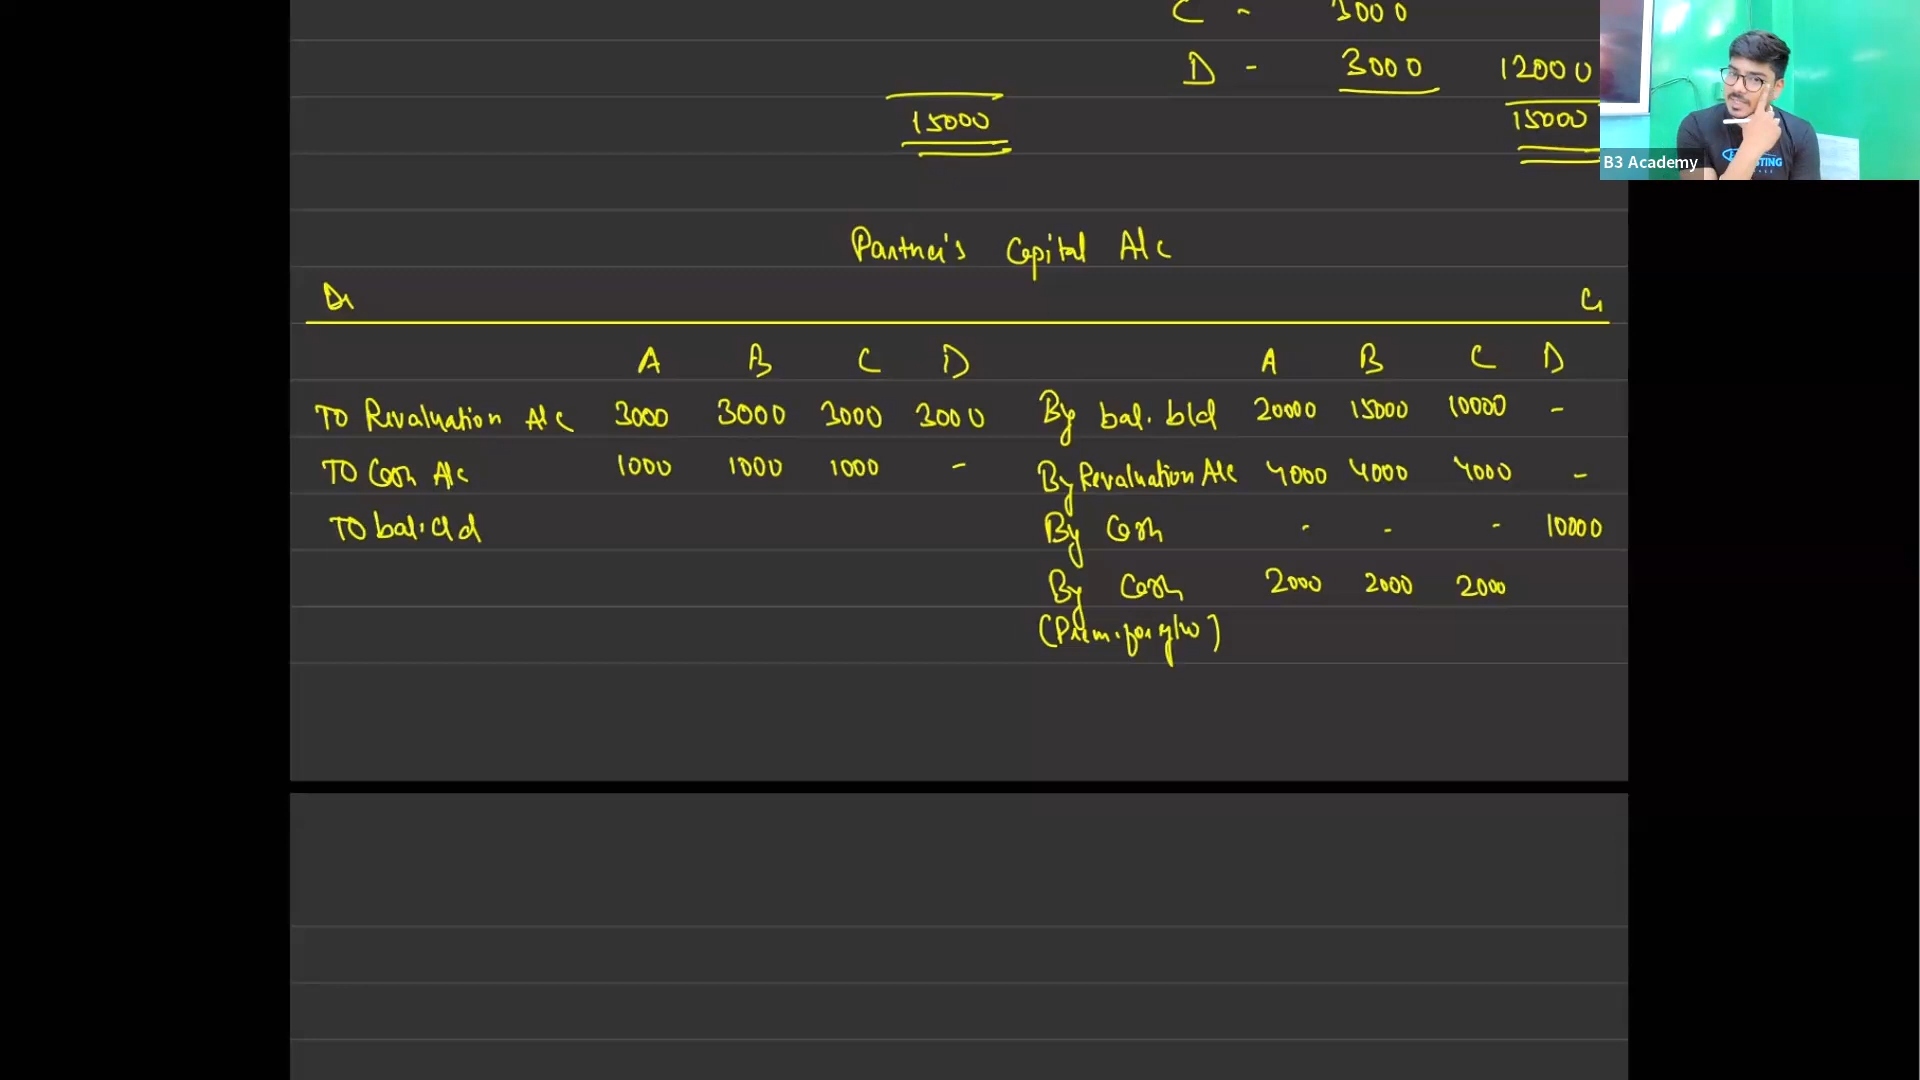 C - 3000
D - 3000 12000
15000 15000
B3 Academy
Partner's Capital A/c
Dr Cr
A B C D A B C D
To Revaluation A/c 3000 3000 3000 3000 By bal. b/d 20000 15000 10000 -
To Cash A/c 1000 1000 1000 - By Revaluation A/c 4000 4000 4000 -
To bal. c/d By Cash - - - 10000
By Cash 2000 2000 2000
(Prem. for g/w)